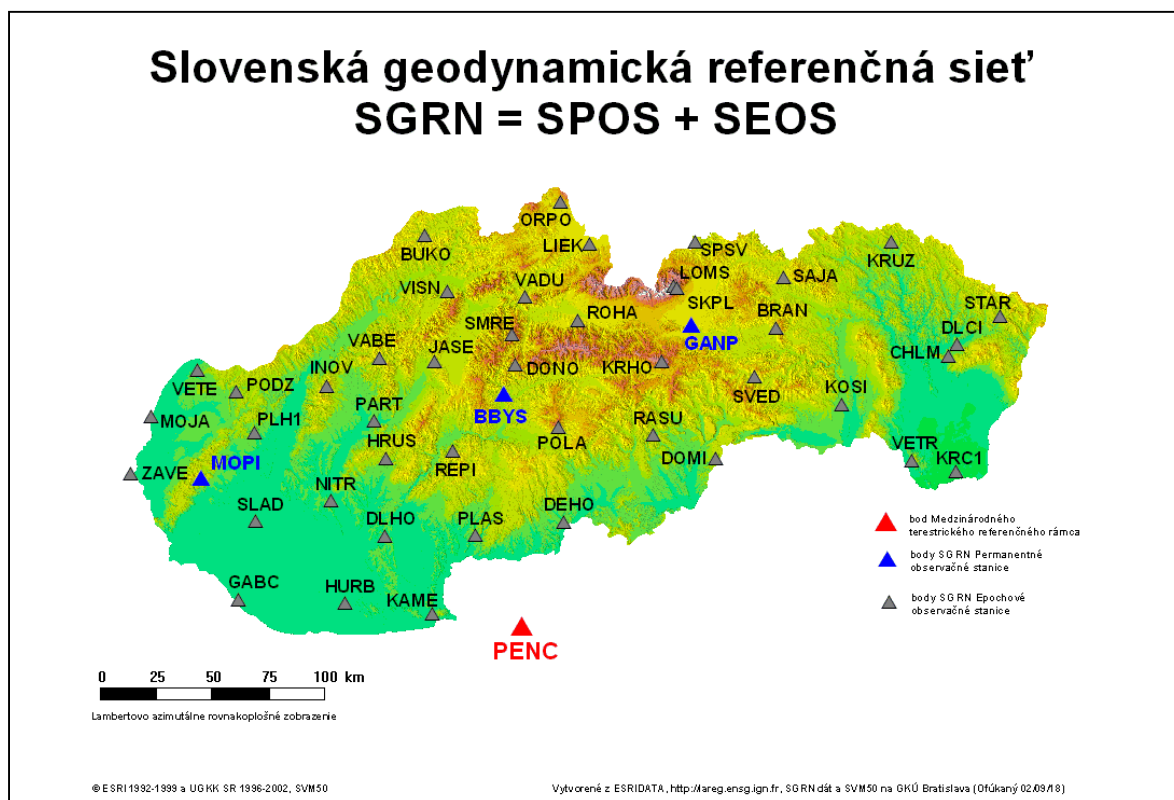 Slovenská geodynamická referenčná sieť
SGRN = SPOS + SEOS
ORPO
BUKO
LIEK
SPSV
KRUZ
LOMS
SAJA
VISN
VADU
SKPL
STAR
ROHA
BRAN
SMRE
GANP
DLCI
VABE
JASE
CHLM
INOV
DONO
KRHO
VETE
PODZ
SVED
KOSI
PART
BBYS
MOJA
PLH1
RASU
POLA
HRUS
VETR
REPI
DOMI
MOPI
KRC1
ZAVE
NITR
SLAD
DLHO
PLAS
DEHO
GABC
HURB
KAME
PENC
bod Medzinárodného
terestrického referenčného rámca
body SGRN Permanentné
observačné stanice
body SGRN Epochové
observačné stanice
0 25 50 75 100 km
Lambertovo azimutálne rovnakoplošné zobrazenie
© ESRI 1992-1999 a UGKK SR 1996-2002, SVM50
Vytvorené z ESRIDATA, http://lareg.ensg.ign.fr, SGRN dát a SVM50 na GKÚ Bratislava (Ofúkaný 02/09/18)